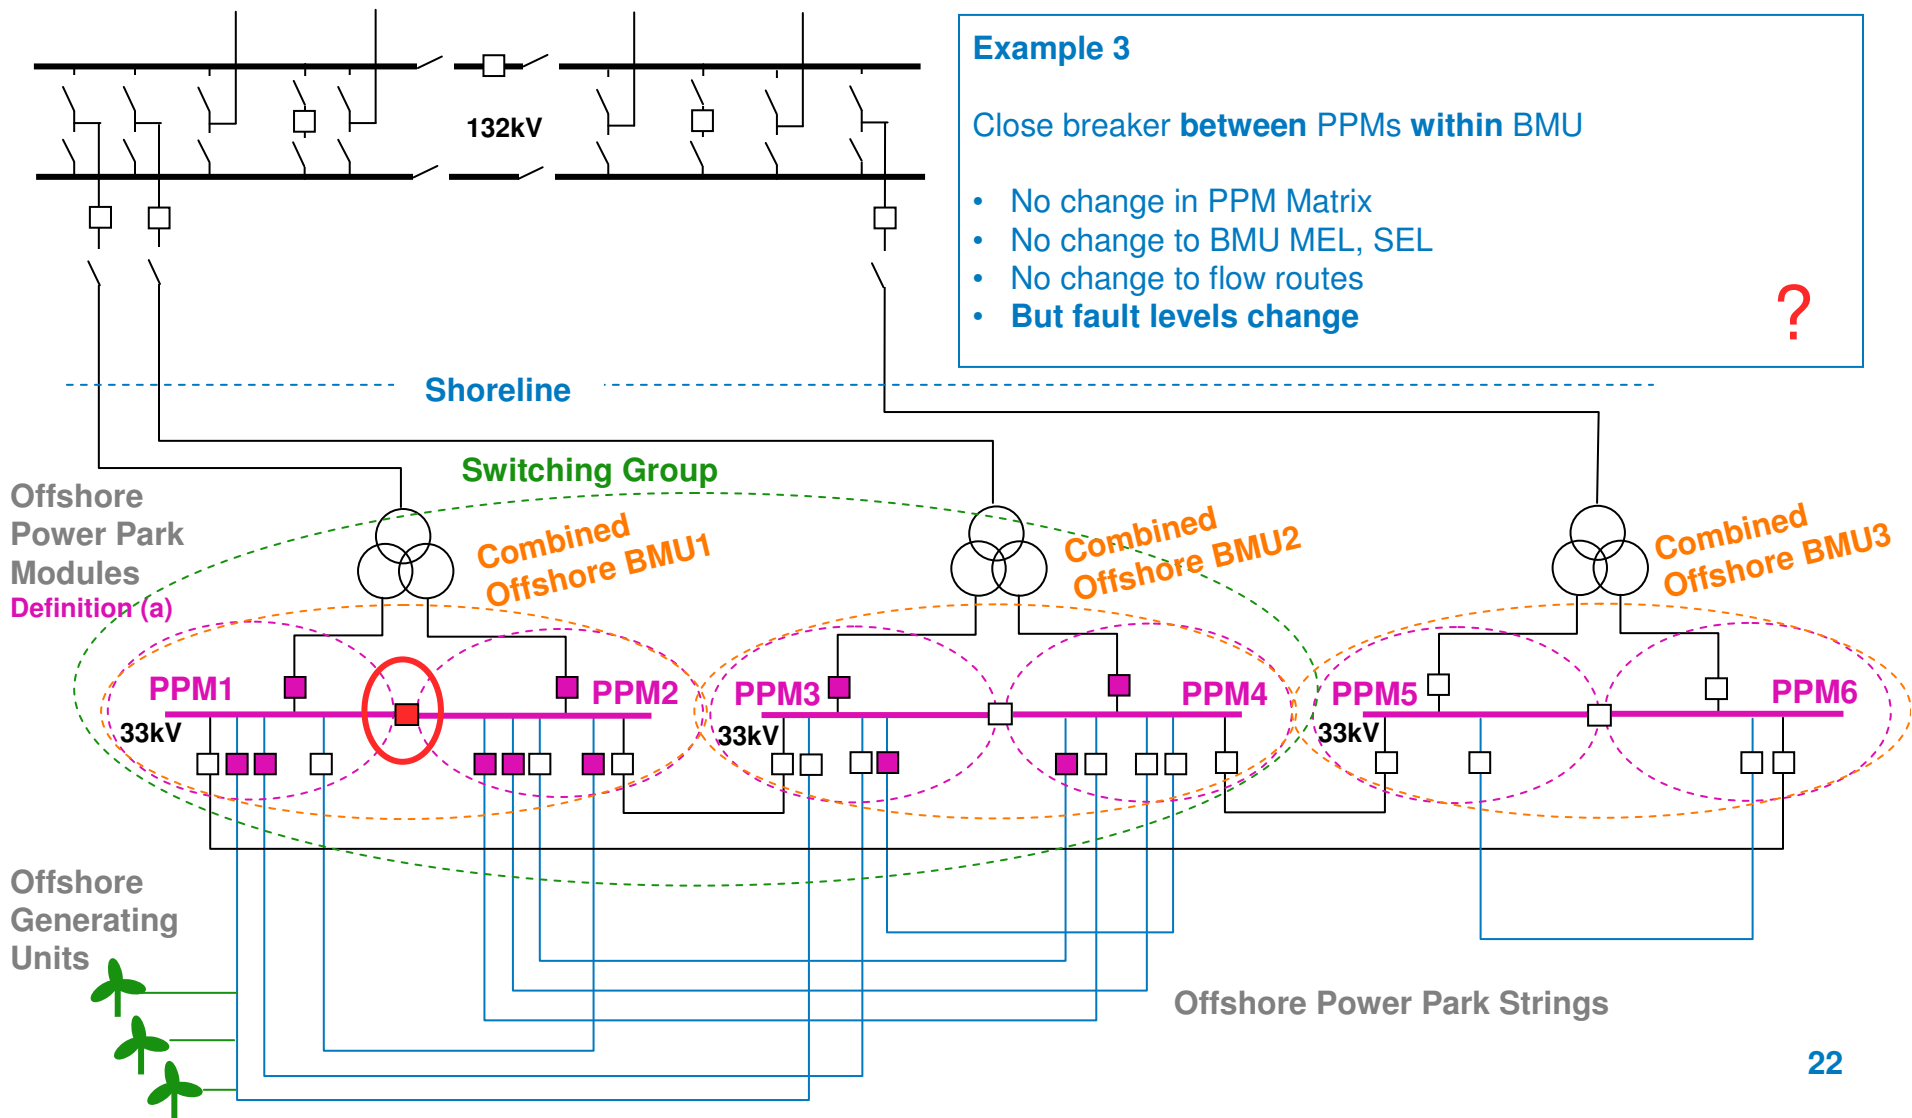 Example 3
Close breaker between PPMs within BMU
• No change in PPM Matrix
• No change to BMU MEL, SEL
• No change to flow routes
• But fault levels change
?
132kV
Shoreline
Switching Group
Offshore
Power Park
Modules
Definition (a)
Combined
Offshore BMU1
Combined
Offshore BMU2
Combined
Offshore BMU3
PPM1
PPM2
PPM3
PPM4
PPM5
PPM6
33kV
33kV
33kV
Offshore
Generating
Units
Offshore Power Park Strings
22